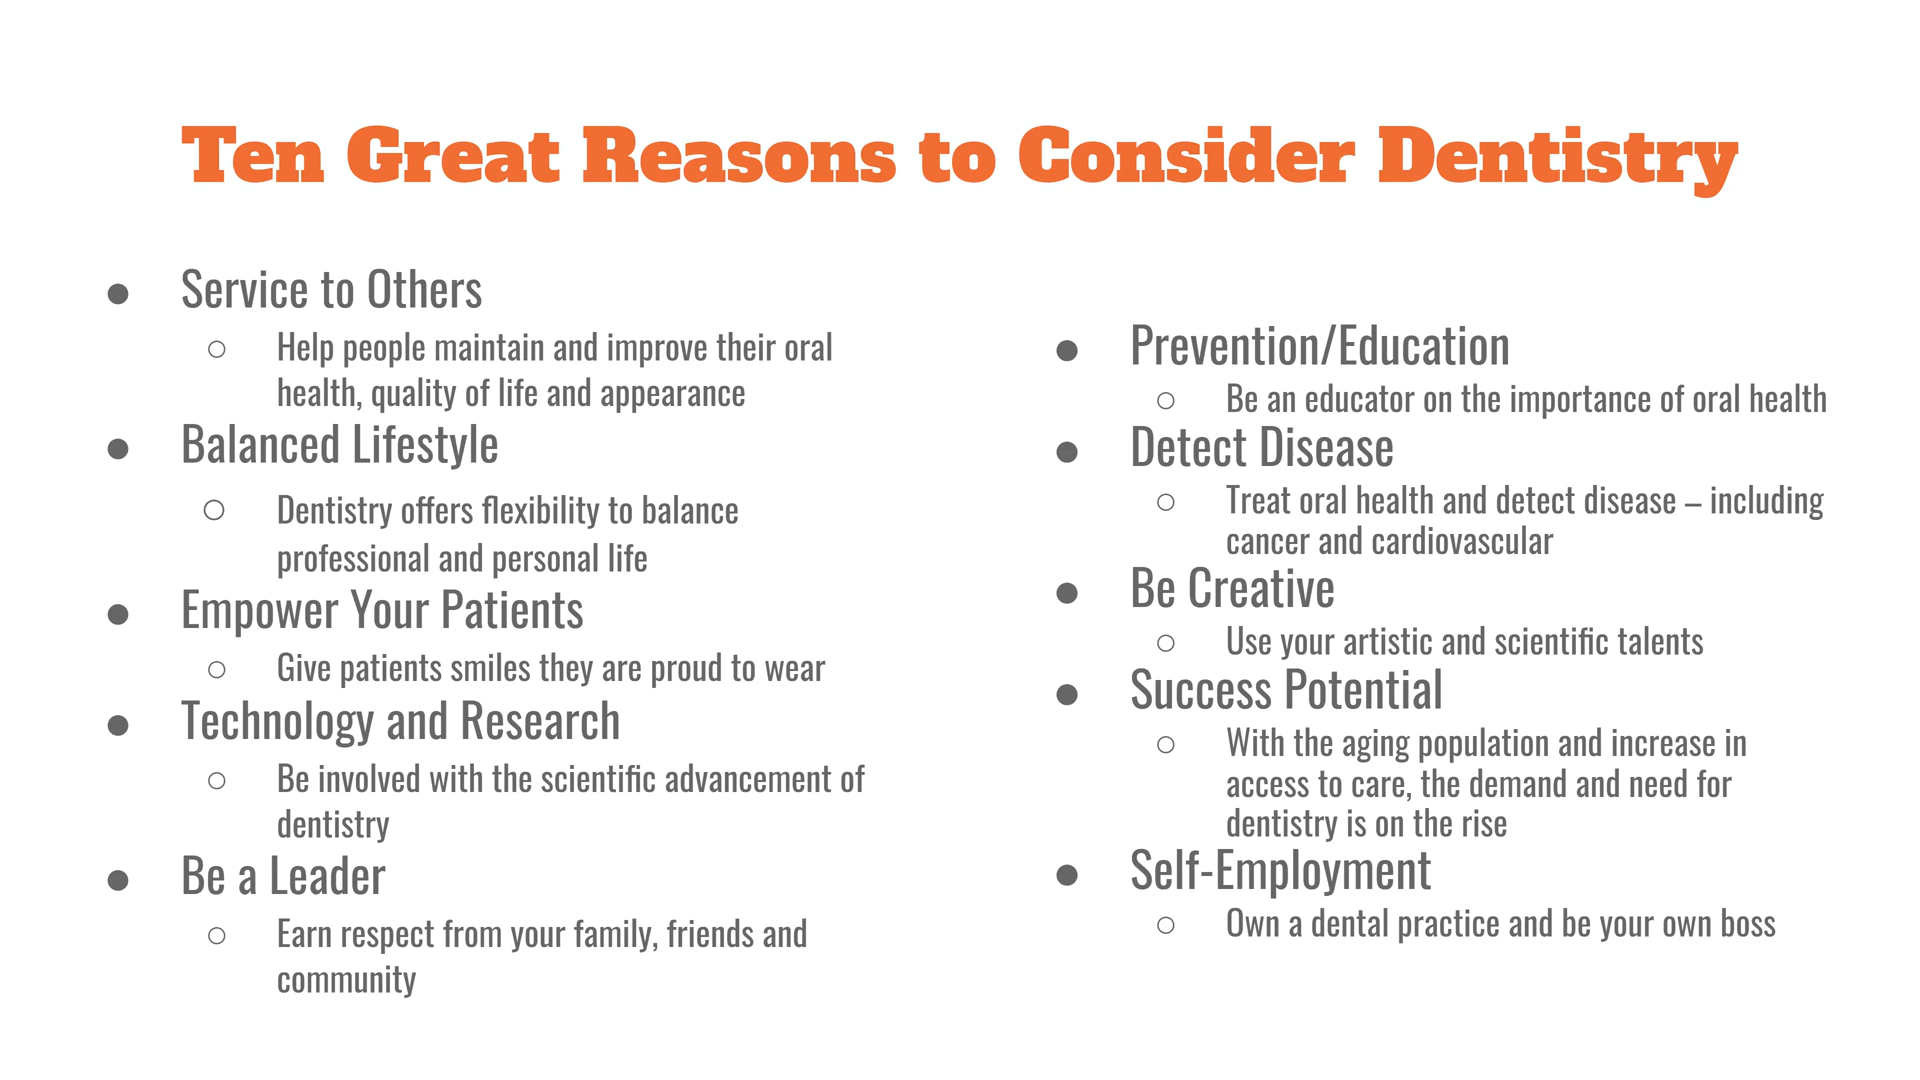 Ten Great Reasons to Consider Dentistry
● Service to Others
○ Help people maintain and improve their oral
health, quality of life and appearance
● Balanced Lifestyle
○ Dentistry offers flexibility to balance
professional and personal life
● Empower Your Patients
○ Give patients smiles they are proud to wear
● Technology and Research
○ Be involved with the scientific advancement of
dentistry
● Be a Leader
○ Earn respect from your family, friends and
community
● Prevention/Education
○ Be an educator on the importance of oral health
● Detect Disease
○ Treat oral health and detect disease – including
cancer and cardiovascular
● Be Creative
○ Use your artistic and scientific talents
● Success Potential
○ With the aging population and increase in
access to care, the demand and need for
dentistry is on the rise
● Self-Employment
○ Own a dental practice and be your own boss